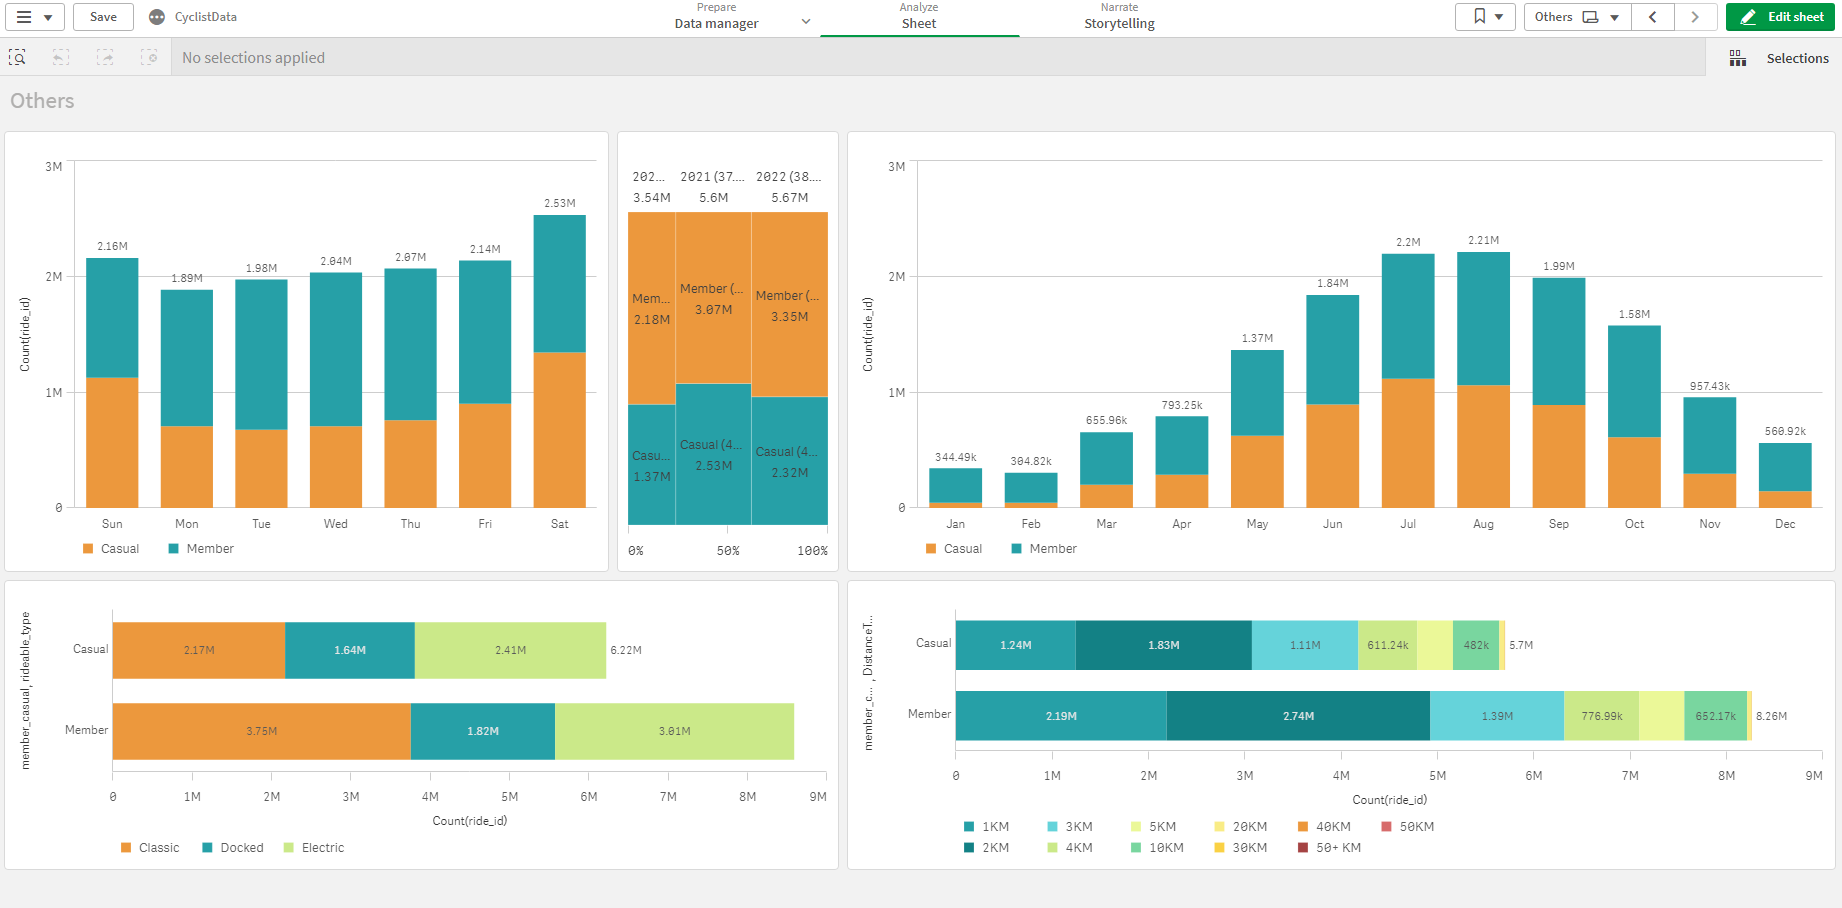 Save
CyclistData
Prepare
Data manager
Analyze
Sheet
Narrate
Storytelling
Others
Edit sheet
No selections applied
Selections
Others
Count(ride_id)
3M
2M
1M
0
2.16M
1.89M
1.98M
2.04M
2.07M
2.14M
2.53M
Sun Mon Tue Wed Thu Fri Sat
Casual Member
202... 2021 (37.... 2022 (38....
3.54M 5.6M 5.67M
Mem...
2.18M
Member (...
3.07M
Member (...
3.35M
Casu...
1.37M
Casual (4...
2.53M
Casual (4...
2.32M
0% 50% 100%
Count(ride_id)
3M
2M
1M
0
344.49k
304.82k
655.96k
793.25k
1.37M
1.84M
2.2M
2.21M
1.99M
1.58M
957.43k
560.92k
Jan Feb Mar Apr May Jun Jul Aug Sep Oct Nov Dec
Casual Member
member_casual, rideable_type
Casual 2.17M 1.64M 2.41M 6.22M
Member 3.75M 1.82M 3.01M
0 1M 2M 3M 4M 5M 6M 7M 8M 9M
Count(ride_id)
Classic Docked Electric
member_c... , DistanceT...
Casual 1.24M 1.83M 1.11M 611.24k 482k 5.7M
Member 2.19M 2.74M 1.39M 776.99k 652.17k 8.26M
0 1M 2M 3M 4M 5M 6M 7M 8M 9M
Count(ride_id)
1KM 3KM 5KM 20KM 40KM 50KM
2KM 4KM 10KM 30KM 50+ KM